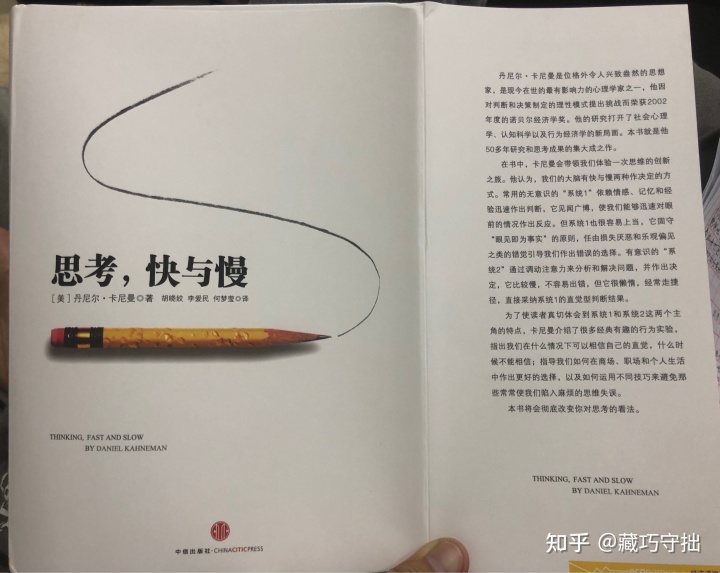 思考，快与慢
［美］丹尼尔·卡尼曼◎著 胡晓姣 李爱民 何梦莹◎译
THINKING, FAST AND SLOW
BY DANIEL KAHNEMAN
中信出版社·CHINACITICPRESS
丹尼尔·卡尼曼是位格外令人兴致盎然的思想
家，是现今在世的最有影响力的心理学家之一，他因
对判断和决策制定的理性模式提出挑战而荣获2002
年度的诺贝尔经济学奖。他的研究打开了社会心理
学、认知科学以及行为经济学的新局面。本书就是他
50多年研究和思考成果的集大成之作。
在书中，卡尼曼会带领我们体验一次思维的创新
之旅。他认为，我们的大脑有快与慢两种作决定的方
式。常用的无意识的“系统1”依赖情感、记忆和经
验迅速作出判断，它见闻广博，使我们能够迅速对眼
前的情况作出反应。但系统1也很容易上当，它固守
“眼见即为事实”的原则，任由损失厌恶和乐观偏见
之类的错觉引导我们作出错误的选择。有意识的“系
统2”通过调动注意力来分析和解决问题，并作出决
定，它比较慢，不容易出错，但它很懒惰，经常走捷
径，直接采纳系统1的直觉型判断结果。
为了使读者真切体会到系统1和系统2这两个主
角的特点，卡尼曼介绍了很多经典有趣的行为实验，
指出我们在什么情况下可以相信自己的直觉，什么时
候不能相信；指导我们如何在商场、职场和个人生活
中作出更好的选择，以及如何运用不同技巧来避免那
些常常使我们陷入麻烦的思维失误。
本书将会彻底改变你对思考的看法。
THINKING, FAST AND SLOW
BY DANIEL KAHNEMAN
知乎 @藏巧守拙